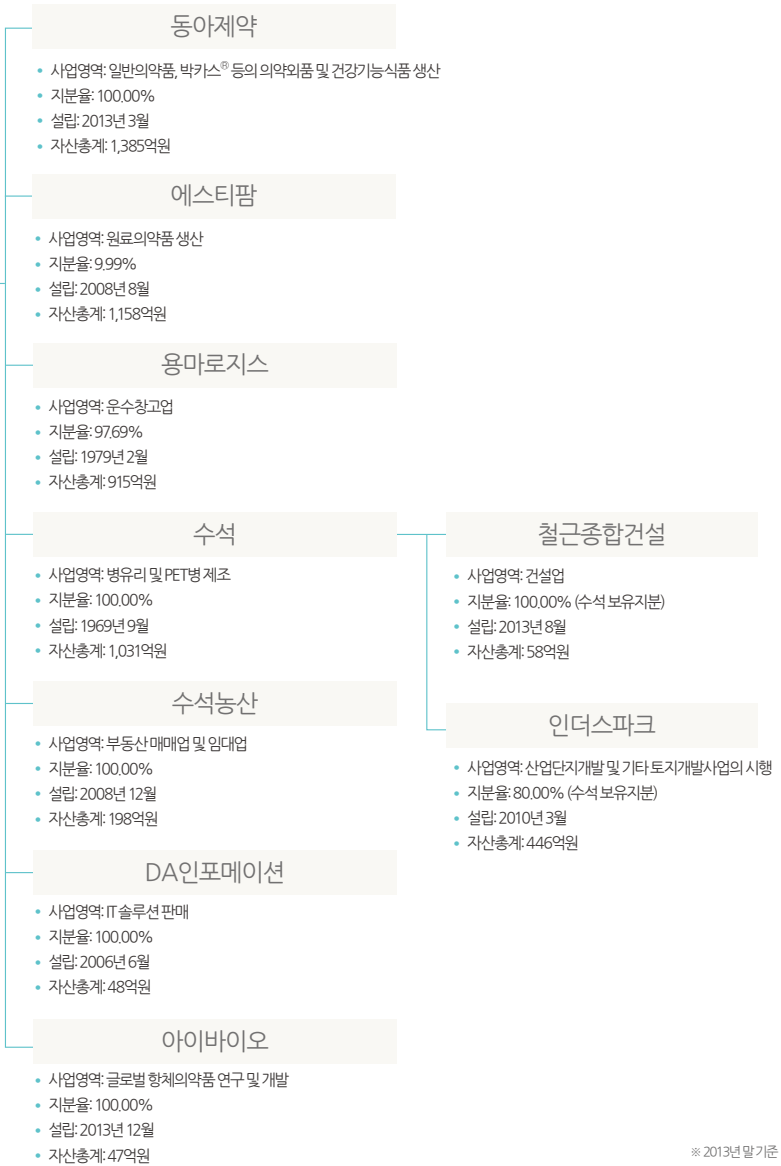 동아제약
• 사업영역: 일반의약품, 박카스® 등의 의약외품 및 건강기능식품 생산
• 지분율: 100.00%
• 설립: 2013년 3월
• 자산총계: 1,385억원
에스티팜
• 사업영역: 원료의약품 생산
• 지분율: 9.99%
• 설립: 2008년 8월
• 자산총계: 1,158억원
용마로지스
• 사업영역: 운수창고업
• 지분율: 97.69%
• 설립: 1979년 2월
• 자산총계: 915억원
수석
• 사업영역: 병유리 및 PET병 제조
• 지분율: 100.00%
• 설립: 1969년 9월
• 자산총계: 1,031억원
철근종합건설
• 사업영역: 건설업
• 지분율: 100.00% (수석 보유지분)
• 설립: 2013년 8월
• 자산총계: 58억원
수석농산
• 사업영역: 부동산 매매업 및 임대업
• 지분율: 100.00%
• 설립: 2008년 12월
• 자산총계: 198억원
인더스파크
• 사업영역: 산업단지개발 및 기타 토지개발사업의 시행
• 지분율: 80.00% (수석 보유지분)
• 설립: 2010년 3월
• 자산총계: 446억원
DA인포메이션
• 사업영역: IT 솔루션 판매
• 지분율: 100.00%
• 설립: 2006년 6월
• 자산총계: 48억원
아이바이오
• 사업영역: 글로벌 항체의약품 연구 및 개발
• 지분율: 100.00%
• 설립: 2013년 12월
• 자산총계: 47억원
※ 2013년 말 기준